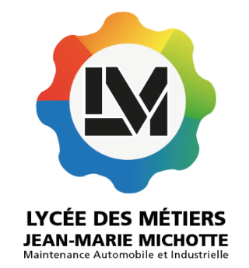 LM
LYCÉE DES MÉTIERS
JEAN-MARIE MICHOTTE
Maintenance Automobile et Industrielle